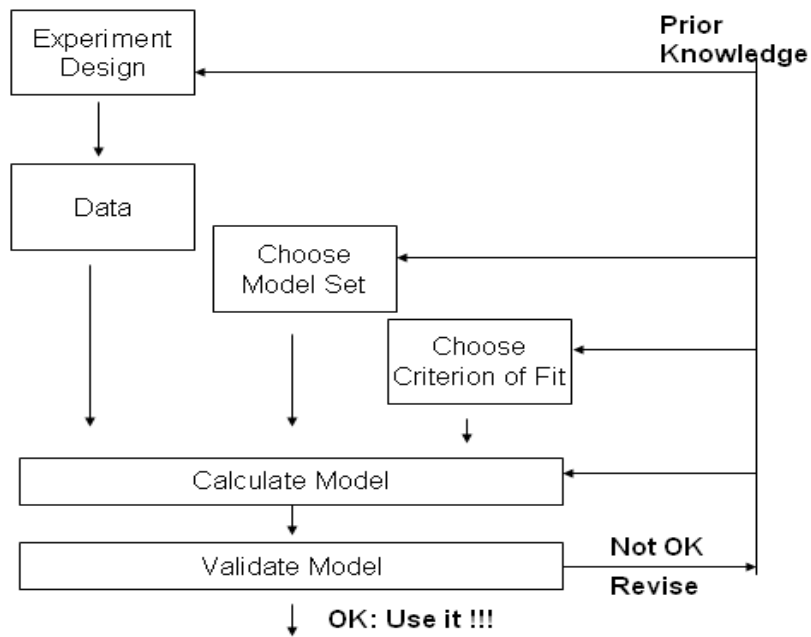 Experiment
Design
Prior
Knowledge
Data
Choose
Model Set
Choose
Criterion of Fit
Calculate Model
Validate Model
Not OK
Revise
OK: Use it !!!